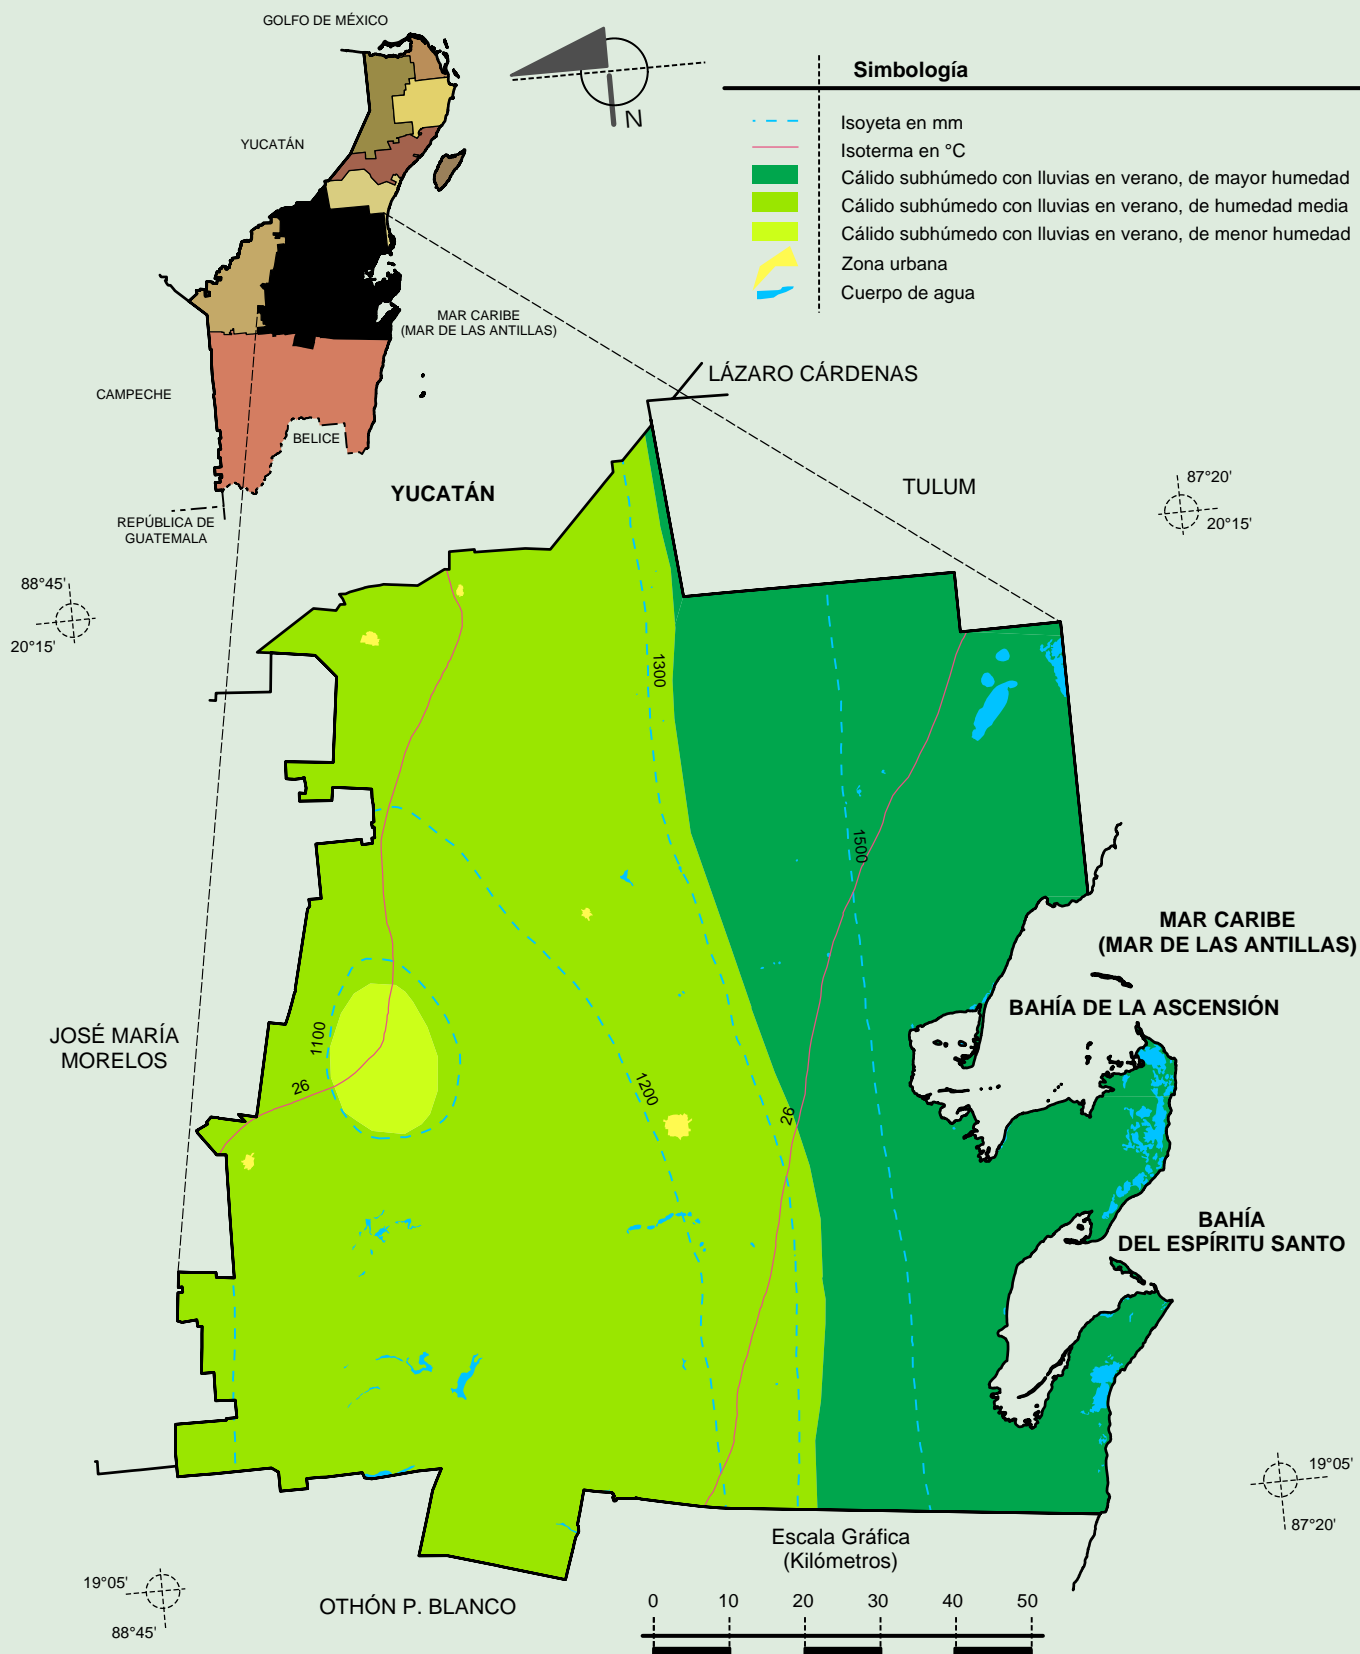 GOLFO DE MÉXICO
YUCATÁN
MAR CARIBE
(MAR DE LAS ANTILLAS)
CAMPECHE
BELICE
REPÚBLICA DE
GUATEMALA
N
Simbología
Isoyeta en mm
Isoterma en °C
Cálido subhúmedo con lluvias en verano, de mayor humedad
Cálido subhúmedo con lluvias en verano, de humedad media
Cálido subhúmedo con lluvias en verano, de menor humedad
Zona urbana
Cuerpo de agua
LÁZARO CÁRDENAS
YUCATÁN
TULUM
87°20'
20°15'
88°45'
20°15'
1300
1500
MAR CARIBE
(MAR DE LAS ANTILLAS)
BAHÍA DE LA ASCENSIÓN
JOSÉ MARÍA
MORELOS
1100
26
1200
26
BAHÍA
DEL ESPÍRITU SANTO
19°05'
87°20'
Escala Gráfica
(Kilómetros)
19°05'
88°45'
OTHÓN P. BLANCO
0 10 20 30 40 50